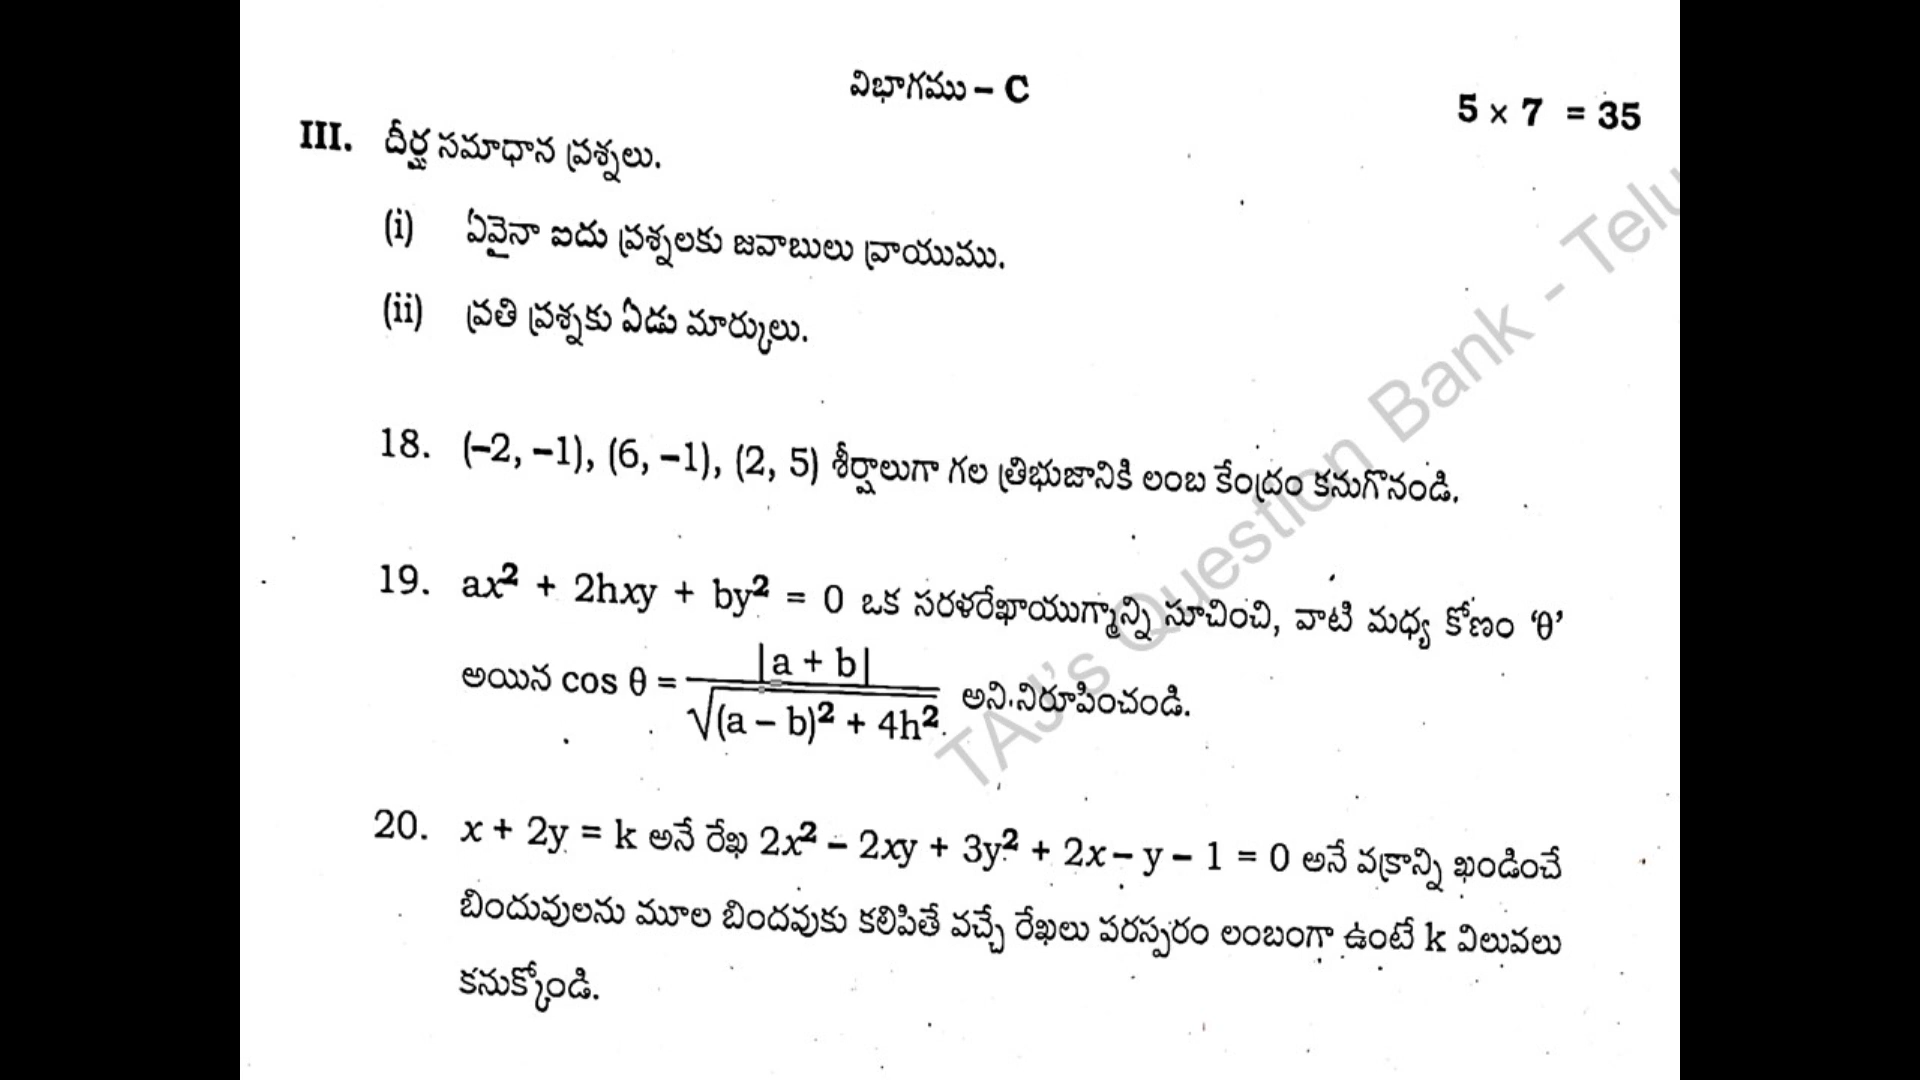 విభాగము – C
5 × 7 = 35
III. దీర్ఘ సమాధాన ప్రశ్నలు.
(i) ఏవైనా ఐదు ప్రశ్నలకు జవాబులు వ్రాయుము.
(ii) ప్రతి ప్రశ్నకు ఏడు మార్కులు.
18. (–2, –1), (6, –1), (2, 5) శీర్షాలుగా గల త్రిభుజానికి లంబ కేంద్రం కనుగొనండి.
19. ax² + 2hxy + by² = 0 ఒక సరళరేఖాయుగ్మాన్ని సూచించి, వాటి మధ్య కోణం ‘θ’
అయిన cos θ = |a + b| / √(a – b)² + 4h² అని నిరూపించండి.
20. x + 2y = k అనే రేఖ 2x² – 2xy + 3y² + 2x – y – 1 = 0 అనే వక్రాన్ని ఖండించే
బిందువులను మూల బిందవుకు కలిపితే వచ్చే రేఖలు పరస్పరం లంబంగా ఉంటే k విలువలు
కనుక్కోండి.
TAJ's Question Bank - Telu